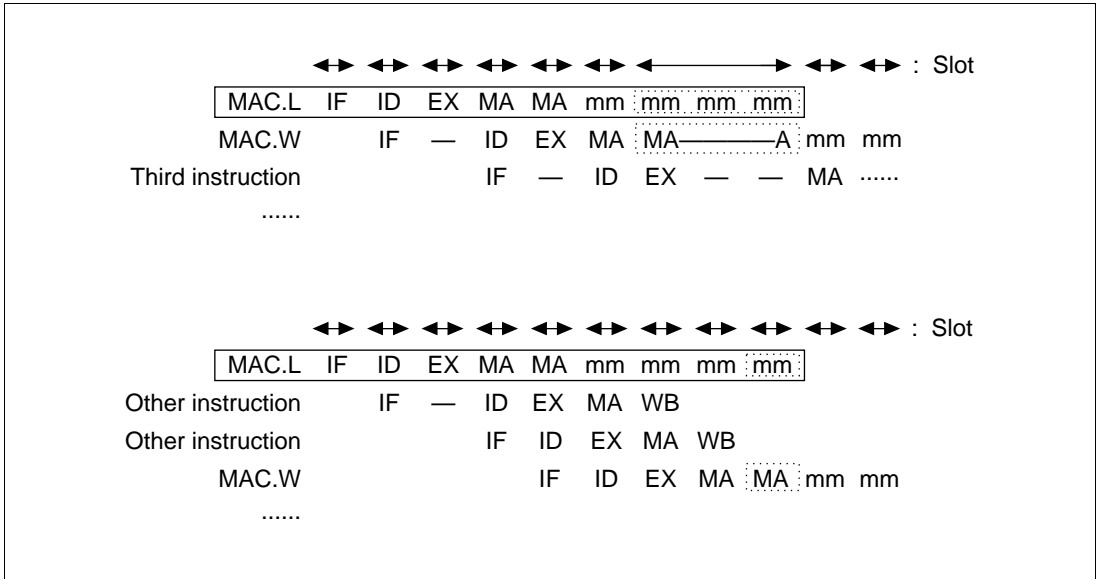 : Slot
MAC.L IF ID EX MA MA mm mm mm mm
MAC.W IF — ID EX MA MA————A mm mm
Third instruction IF — ID EX — — MA ······
......
: Slot
MAC.L IF ID EX MA MA mm mm mm mm
Other instruction IF — ID EX MA WB
Other instruction IF ID EX MA WB
MAC.W IF ID EX MA MA mm mm
......